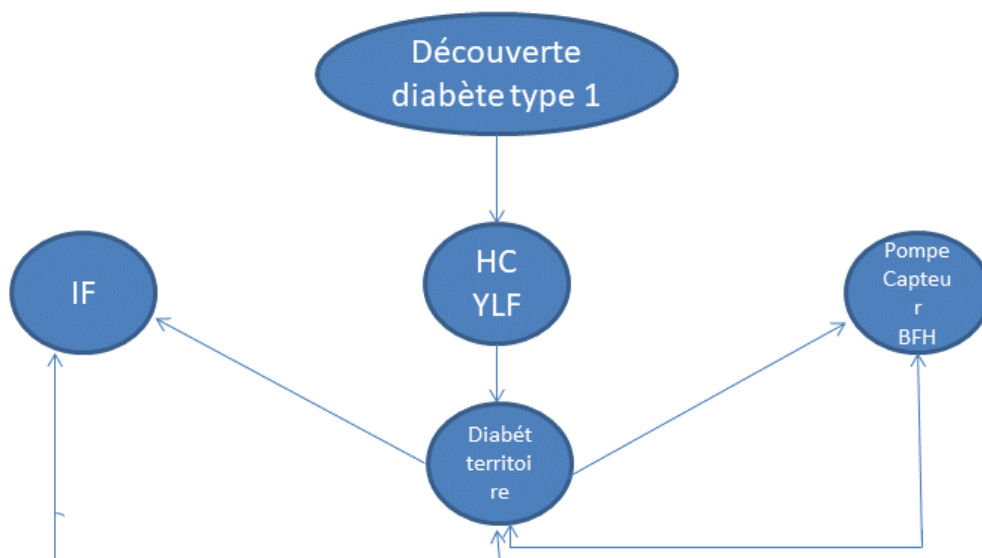 Découverte
diabète type 1
IF
HC
YLF
Pompe
Capteu
r
BFH
Diabét
territoi
re